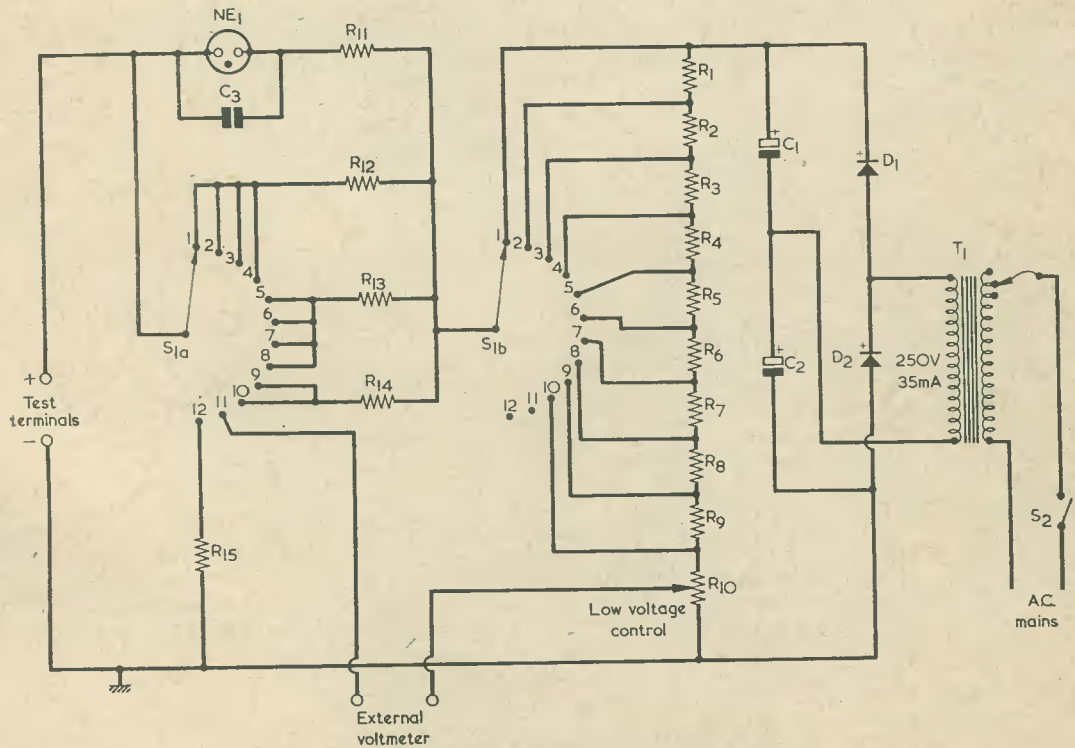 NE1
R11
C3
R12
1
2
3
4
5
6
7
8
9
10
11
12
R13
R14
S1a
R15
+
Test
terminals
−
S1b
1
2
3
4
5
6
7
8
9
10
11
12
R1
R2
R3
R4
R5
R6
R7
R8
R9
R10
Low voltage
control
+
C1
+
C2
+
D1
D2
+
T1
250V
35mA
S2
A.C.
mains
External
voltmeter